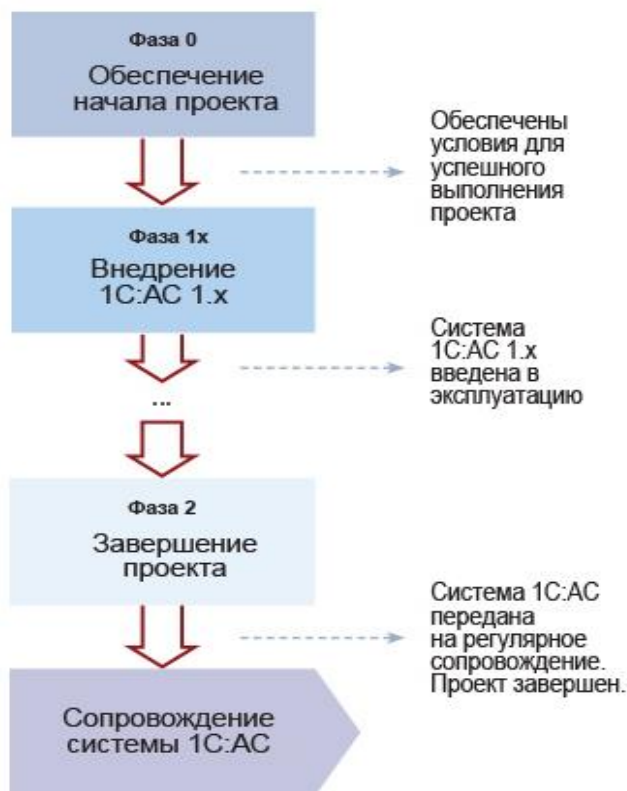 Фаза 0
Обеспечение
начала проекта
Обеспечены
условия для
успешного
выполнения
проекта
Фаза 1х
Внедрение
1С:АС 1.х
Система
1С:АС 1.х
введена в
эксплуатацию
...
Фаза 2
Завершение
проекта
Система 1С:АС
передана
на регулярное
сопровождение.
Проект завершен.
Сопровождение
системы 1С:АС